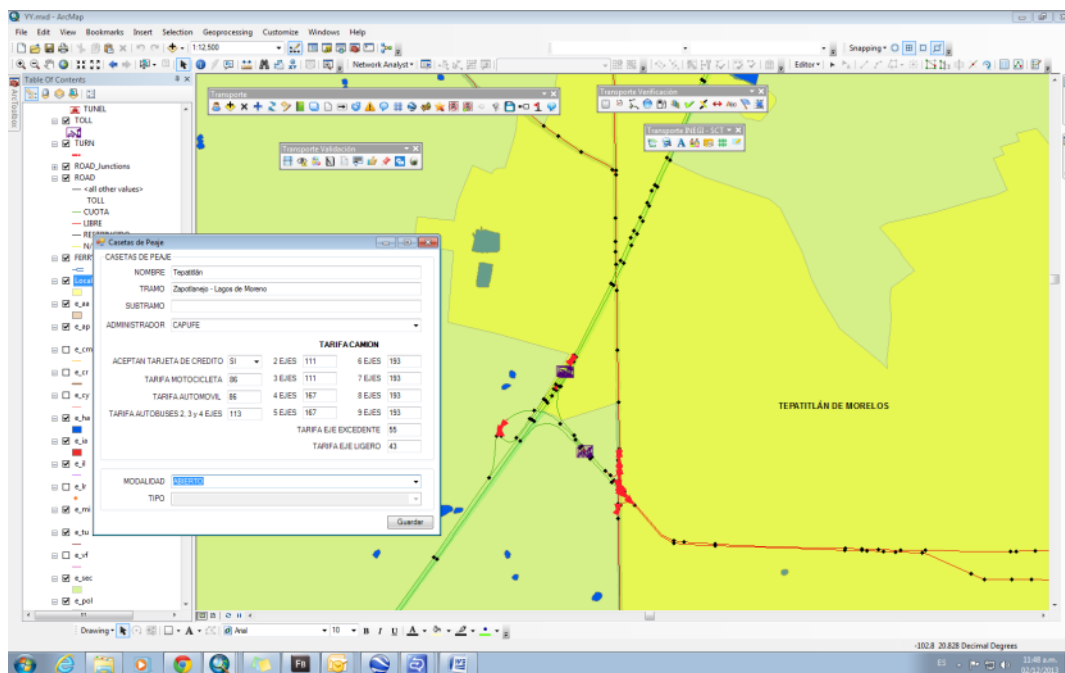 YY.mxd - ArcMap
File Edit View Bookmarks Insert Selection Geoprocessing Customize Windows Help
1:12,500
Snapping
Network Analyst
Editor
Table Of Contents
ArcToolbox
TUNEL
TOLL
TURN
ROAD_Junctions
ROAD
<all other values>
TOLL
CUOTA
LIBRE
FERR
Local
e_aa
e_ap
e_cm
e_cr
e_cy
e_ha
e_ia
e_il
e_lr
e_mi
e_tu
e_vf
e_sec
e_pol
Transporte
Transporte Verificación
Transporte INEGI - SCT
Transporte Validación
Casetas de Peaje
CASETAS DE PEAJE
NOMBRE Tepatitlán
TRAMO Zapotlanejo - Lagos de Moreno
SUBTRAMO
ADMINISTRADOR CAPUFE
TARIFA CAMION
ACEPTAN TARJETA DE CREDITO SI 2 EJES 111 6 EJES 193
TARIFA MOTOCICLETA 86 3 EJES 111 7 EJES 193
TARIFA AUTOMOVIL 86 4 EJES 167 8 EJES 193
TARIFA AUTOBUSES 2, 3 y 4 EJES 113 5 EJES 167 9 EJES 193
TARIFA EJE EXCEDENTE 55
TARIFA EJE LIGERO 43
MODALIDAD ABIERTO
TIPO
Guardar
TEPATITLÁN DE MORELOS
Drawing Arial 10 B I U A
-102.8 20.828 Decimal Degrees
ES 11:48 a.m.
02/12/2013